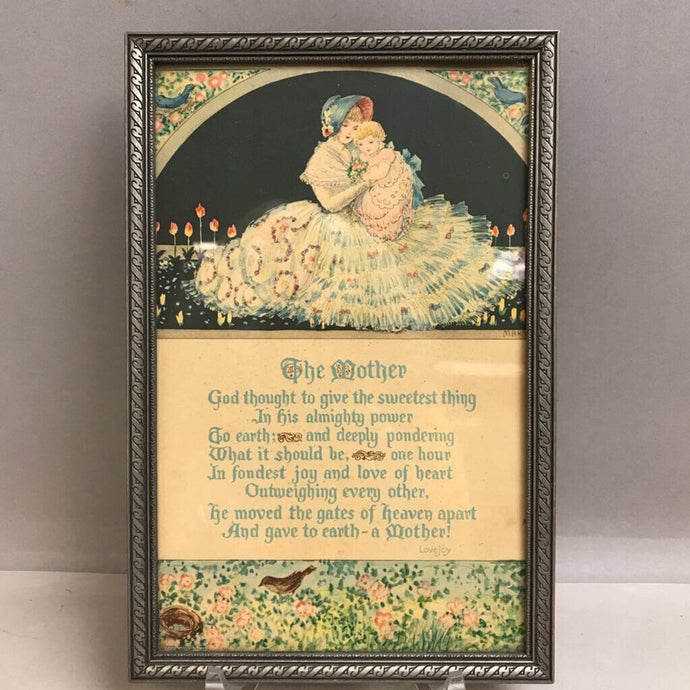 The Mother
God thought to give the sweetest thing
In his almighty power
To earth; and deeply pondering
What it should be, one hour
In fondest joy and love of heart
Outweighing every other,
He moved the gates of heaven apart
And gave to earth - a Mother!
Lovejoy